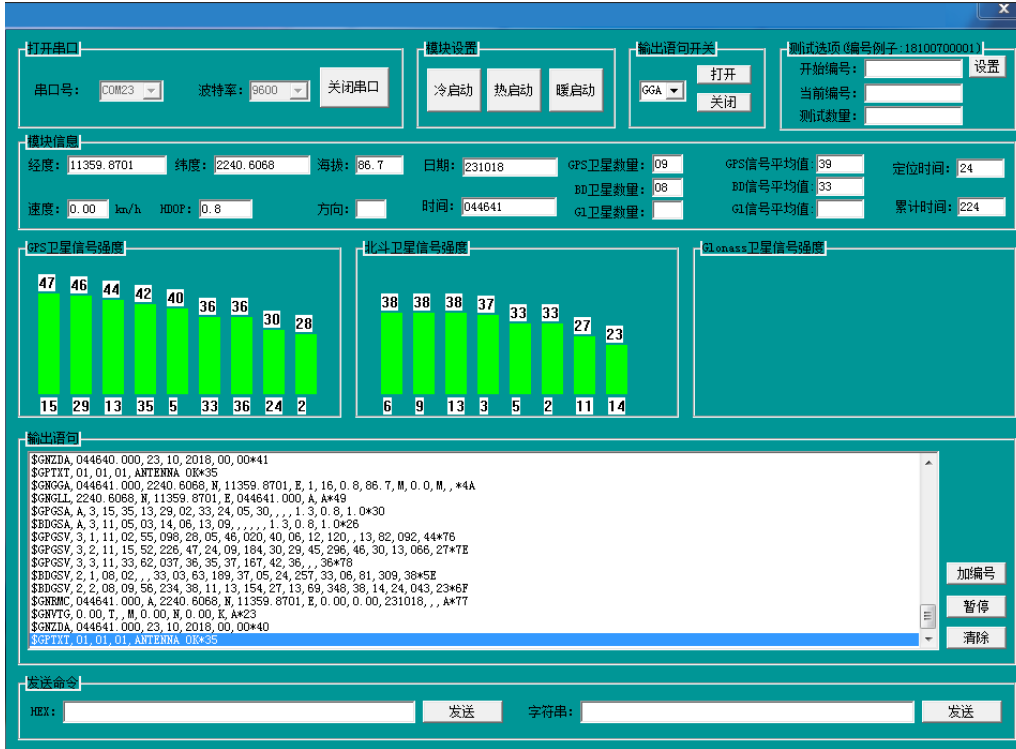 x
打开串口
串口号： COM23 波特率： 9600 关闭串口
模块设置
冷启动 热启动 暖启动
输出语句开关
GGA 打开
关闭
测试选项(编号例子:18100700001)
开始编号： 设置
当前编号：
测试数量：
模块信息
经度： 11359.8701 纬度： 2240.6068 海拔： 86.7 日期： 231018 GPS卫星数量： 09 GPS信号平均值： 39 定位时间： 24
BD卫星数量： 08 BD信号平均值： 33
速度： 0.00 km/h HDOP： 0.8 方向： 时间： 044641 Gl卫星数量： Gl信号平均值： 累计时间： 224
GPS卫星信号强度
47 46 44 42 40 36 36 30 28
15 29 13 35 5 33 36 24 2
北斗卫星信号强度
38 38 38 37 33 33 27 23
6 9 13 3 5 2 11 14
Glonass卫星信号强度
输出语句
$GNZDA,044640.000,23,10,2018,00,00*41
$GPTXT,01,01,01,ANTENNA OK*35
$GNGGA,044641.000,2240.6068,N,11359.8701,E,1,16,0.8,86.7,M,0.0,M,,*4A
$GNGLL,2240.6068,N,11359.8701,E,044641.000,A,A*49
$GPGSA,A,3,15,35,13,29,02,33,24,05,30,,,,1.3,0.8,1.0*30
$BDGSA,A,3,11,05,03,14,06,13,09,,,,,,1.3,0.8,1.0*26
$GPGSV,3,1,11,02,55,098,28,05,46,020,40,06,12,120,,13,82,092,44*76
$GPGSV,3,2,11,15,52,226,47,24,09,184,30,29,45,296,46,30,13,066,27*7E
$GPGSV,3,3,11,33,62,037,36,35,37,167,42,36,,,36*78
$BDGSV,2,1,08,02,,,33,03,63,189,37,05,24,257,33,06,81,309,38*5E
$BDGSV,2,2,08,09,56,234,38,11,13,154,27,13,69,348,38,14,24,043,23*6F
$GNRMC,044641.000,A,2240.6068,N,11359.8701,E,0.00,0.00,231018,,,A*77
$GNVTG,0.00,T,,M,0.00,N,0.00,K,A*23
$GNZDA,044641.000,23,10,2018,00,00*40
$GPTXT,01,01,01,ANTENNA OK*35
加编号
暂停
清除
发送命令
HEX： 发送 字符串： 发送